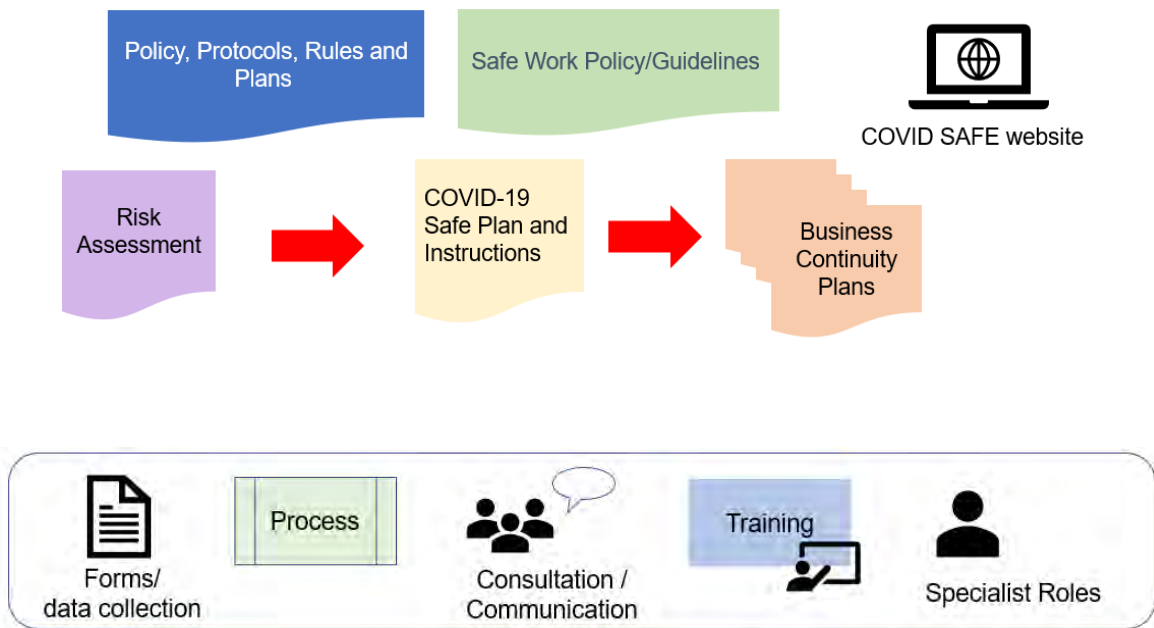 Policy, Protocols, Rules and
Plans
Safe Work Policy/Guidelines
COVID SAFE website
Risk
Assessment
COVID-19
Safe Plan and
Instructions
Business
Continuity
Plans
Forms/
data collection
Process
Consultation /
Communication
Training
Specialist Roles